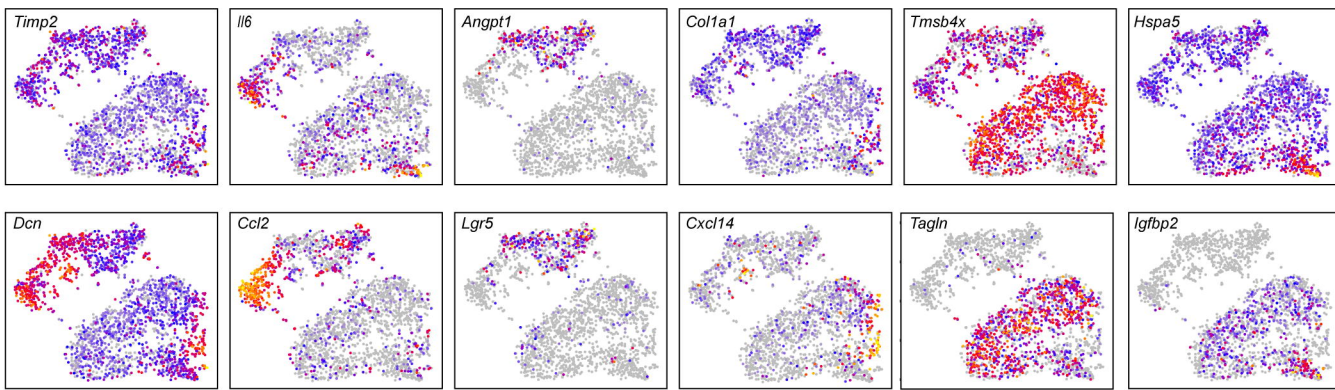 Timp2
Il6
Angpt1
Col1a1
Tmsb4x
Hspa5
Dcn
Ccl2
Lgr5
Cxcl14
Tagln
Igfbp2